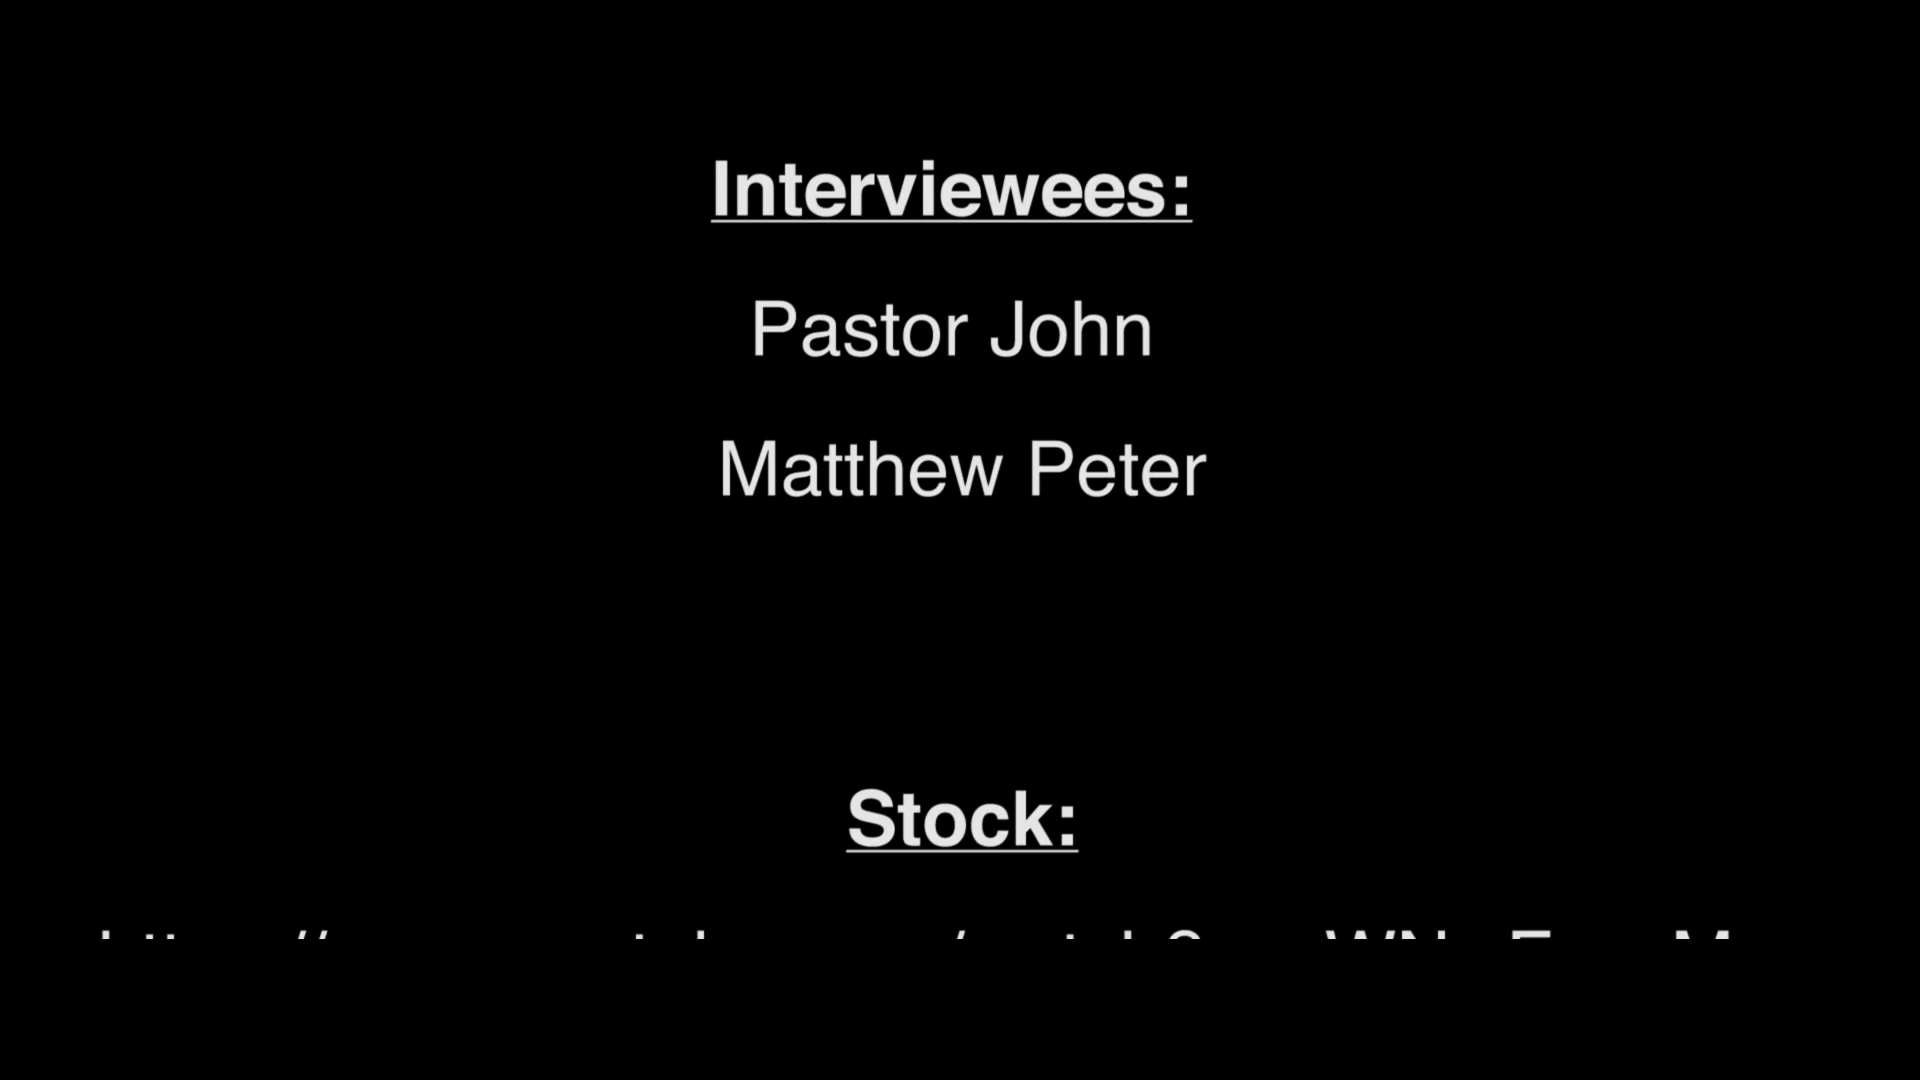 Interviewees:
Pastor John
Matthew Peter
Stock: